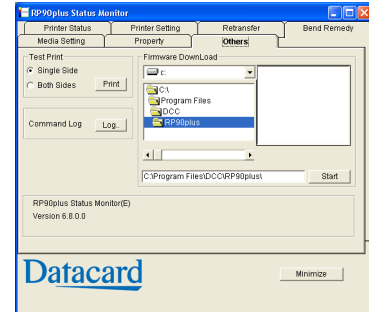 RP90plus Status Monitor
Printer Status Printer Setting Retransfer Bend Remedy
Media Setting Property Others
Test Print
Single Side
Both Sides
Print
Command Log
Log..
Firmware DownLoad
c:
C:\
Program Files
DCC
RP90plus
C:\Program Files\DCC\RP90plus\
Start
RP90plus Status Monitor(E)
Version 6.8.0.0
Datacard
Minimize